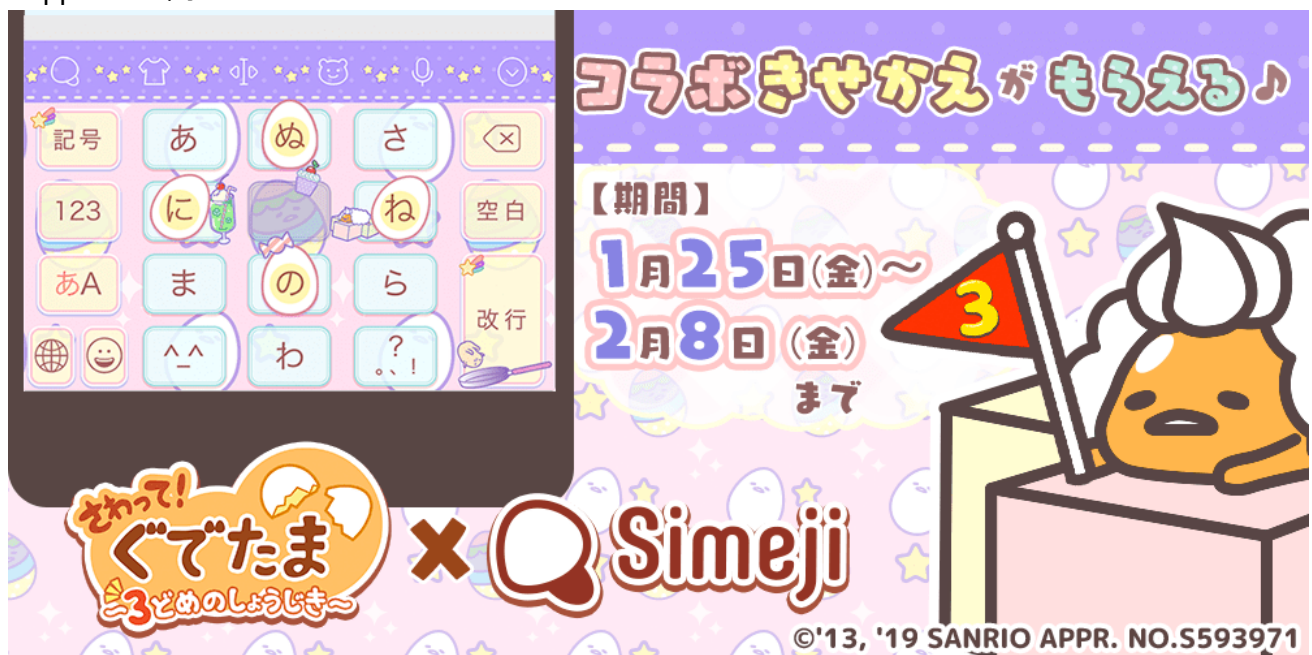 コラボきせかえがもらえる♪
記号 あ ぬ さ
123 に ね 空白
あA ま の ら 改行
^_^ わ 。、?!
【期間】
1月25日(金)～
2月8日(金)
まで
3
さわって!
ぐでたま
～3どめのしょうじき～
×
Simeji
©'13, '19 SANRIO APPR. NO.S593971